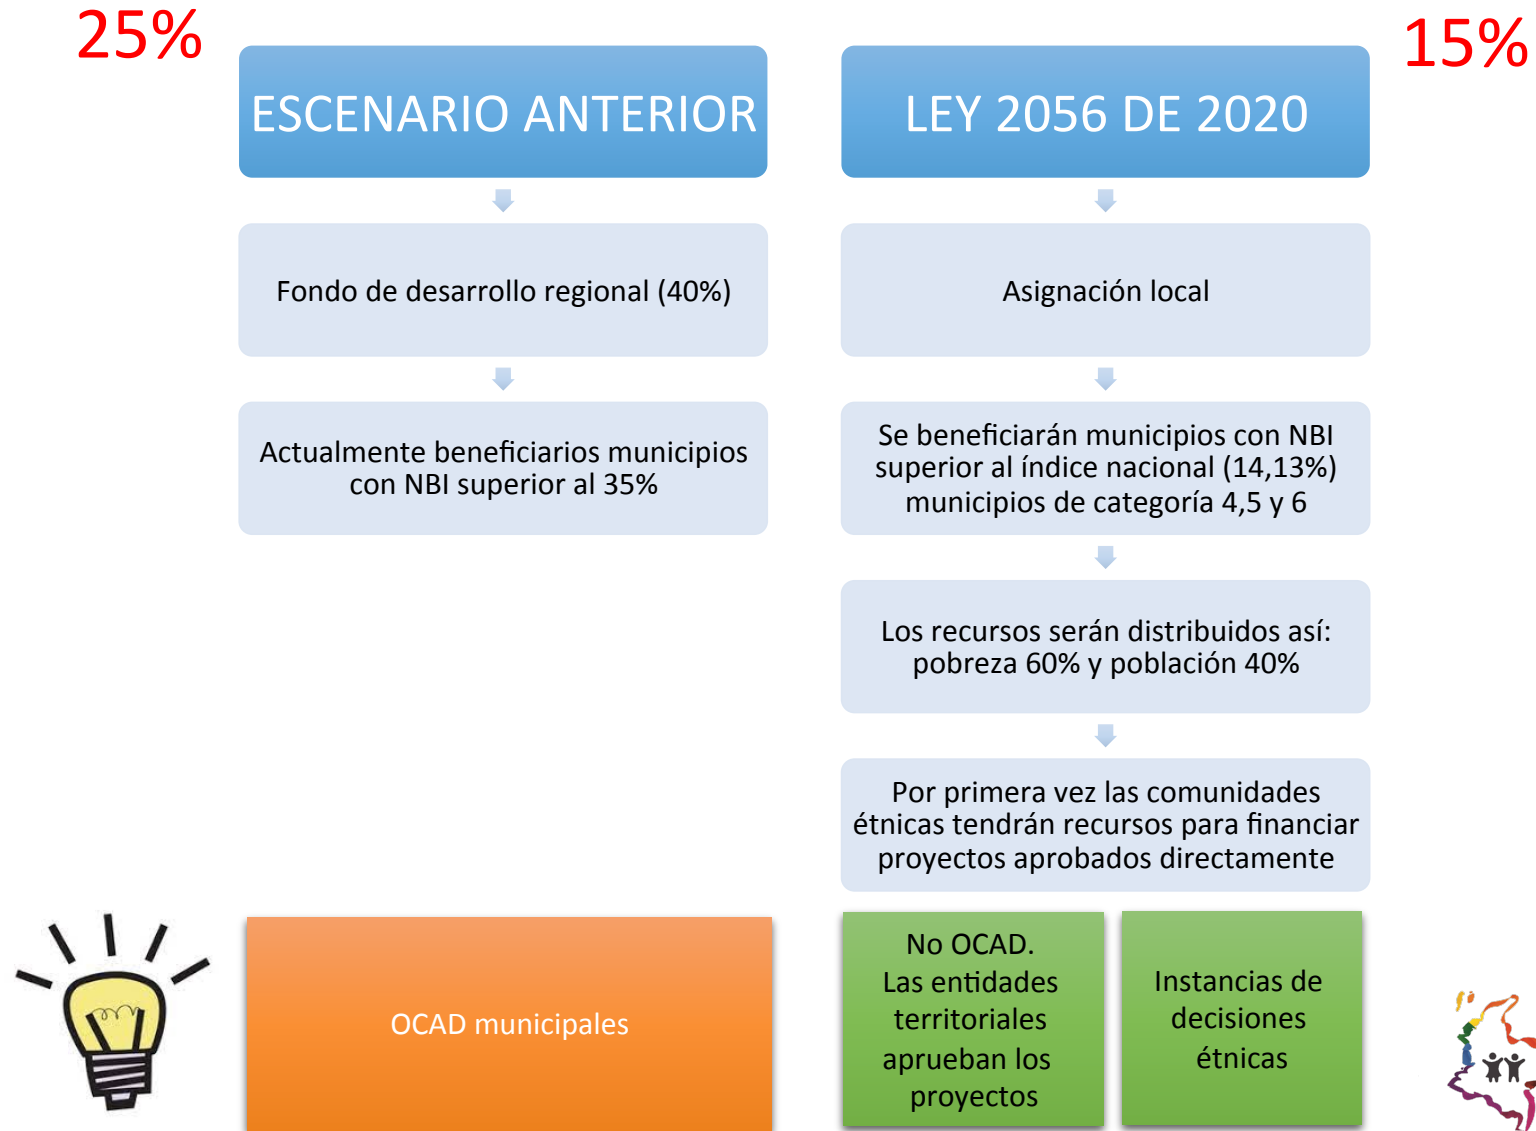 25%
ESCENARIO ANTERIOR
Fondo de desarrollo regional (40%)
Actualmente beneficiarios municipios
con NBI superior al 35%
OCAD municipales
15%
LEY 2056 DE 2020
Asignación local
Se beneficiarán municipios con NBI
superior al índice nacional (14,13%)
municipios de categoría 4,5 y 6
Los recursos serán distribuidos así:
pobreza 60% y población 40%
Por primera vez las comunidades
étnicas tendrán recursos para financiar
proyectos aprobados directamente
No OCAD.
Las entidades
territoriales
aprueban los
proyectos
Instancias de
decisiones
étnicas